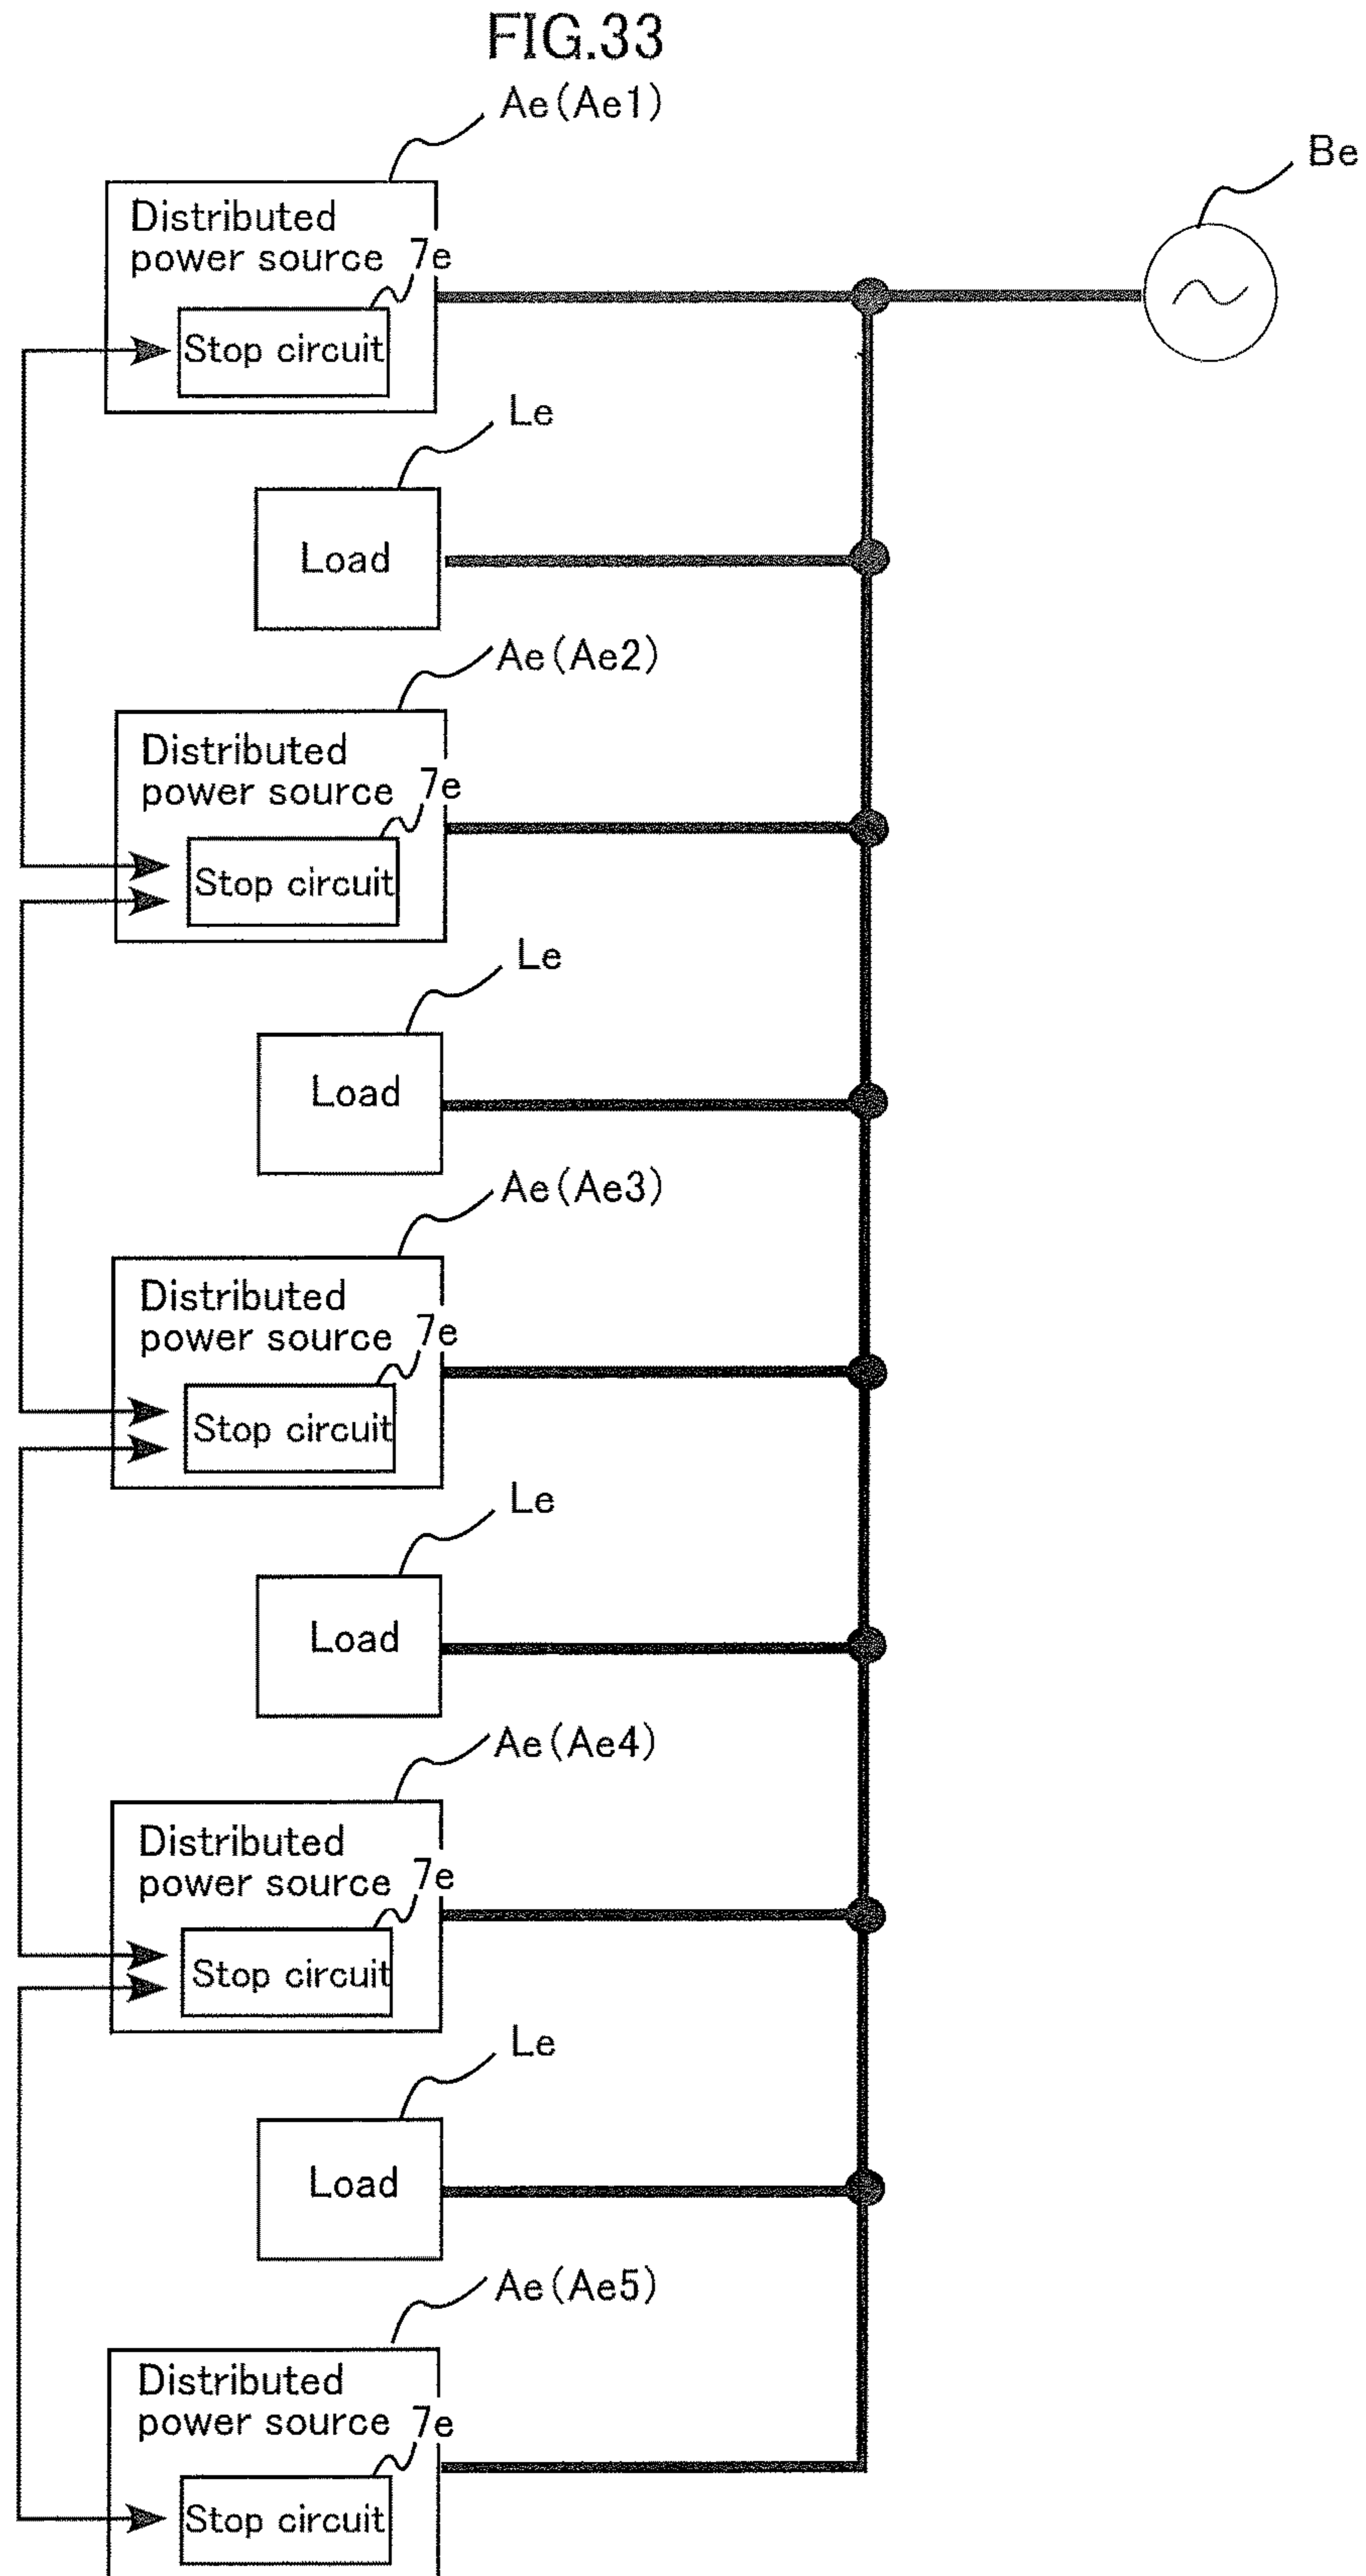 FIG.33
Ae(Ae1)
Be
Distributed
power source
7e
Stop circuit
Le
Load
Ae(Ae2)
Distributed
power source
7e
Stop circuit
Le
Load
Ae(Ae3)
Distributed
power source
7e
Stop circuit
Le
Load
Ae(Ae4)
Distributed
power source
7e
Stop circuit
Le
Load
Ae(Ae5)
Distributed
power source
7e
Stop circuit